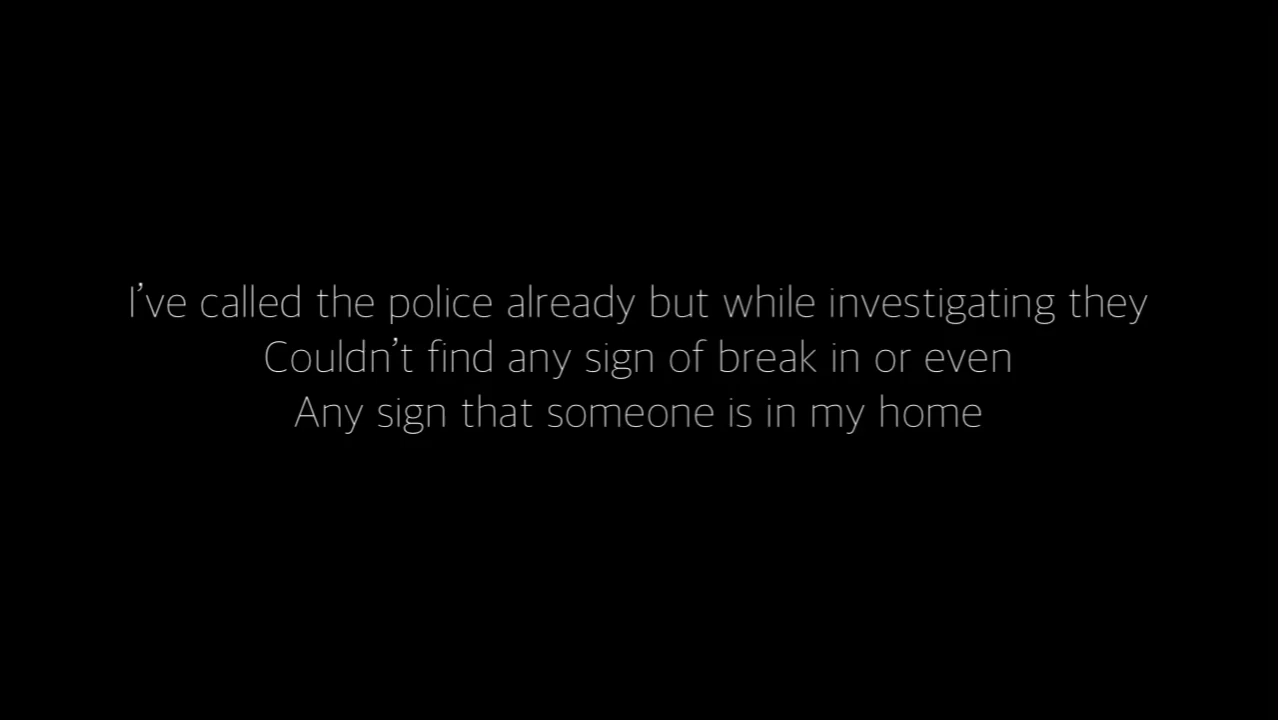 I’ve called the police already but while investigating they
Couldn’t find any sign of break in or even
Any sign that someone is in my home